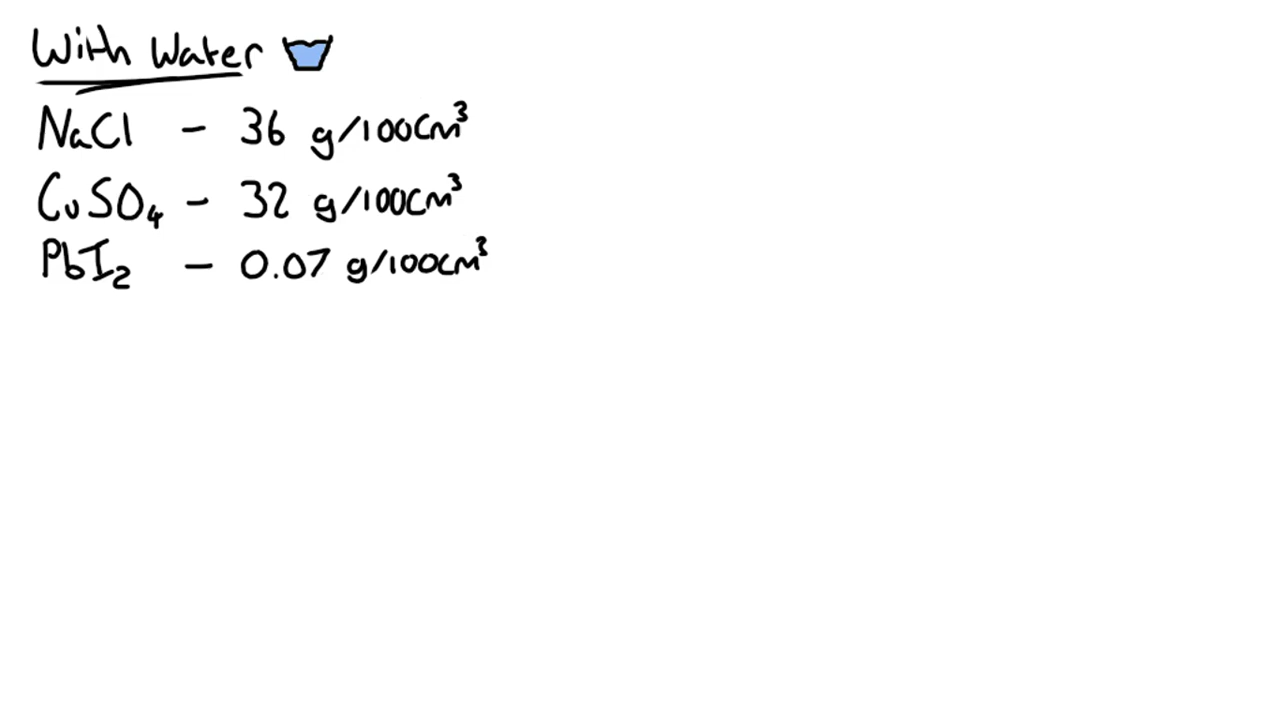 With Water
NaCl - 36 g/100cm³
CuSO₄ - 32 g/100cm³
PbI₂ - 0.07 g/100cm³